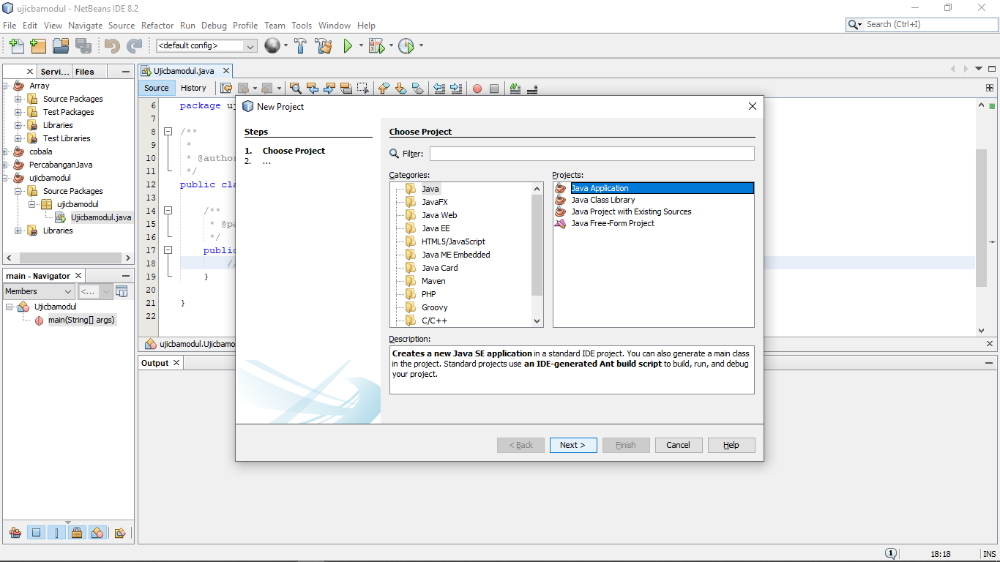 ujicbamodul - NetBeans IDE 8.2
File Edit View Navigate Source Refactor Run Debug Profile Team Tools Window Help
Search (Ctrl+I)
<default config>
Servi... Files
Array
Source Packages
Test Packages
Libraries
Test Libraries
cobala
PercabanganJava
ujicbamodul
Source Packages
ujicbamodul
Ujicbamodul.java
Libraries
main - Navigator
Members <...
Ujicbamodul
main(String[] args)
Ujicbamodul.java
Source History
6 package uj
7
8 /**
9 *
10 * @author
11 */
12 public cla
13
14 /**
15 * @pa
16 */
17 public
18 //
19 }
20
21 }
22
ujicbamodul.Ujicbamo
Output
New Project
Steps
1. Choose Project
2. ...
Choose Project
Filter:
Categories:
Java
JavaFX
Java Web
Java EE
HTML5/JavaScript
Java ME Embedded
Java Card
Maven
PHP
Groovy
C/C++
Projects:
Java Application
Java Class Library
Java Project with Existing Sources
Java Free-Form Project
Description:
Creates a new Java SE application in a standard IDE project. You can also generate a main class
in the project. Standard projects use an IDE-generated Ant build script to build, run, and debug
your project.
< Back Next > Finish Cancel Help
1 18:18 INS